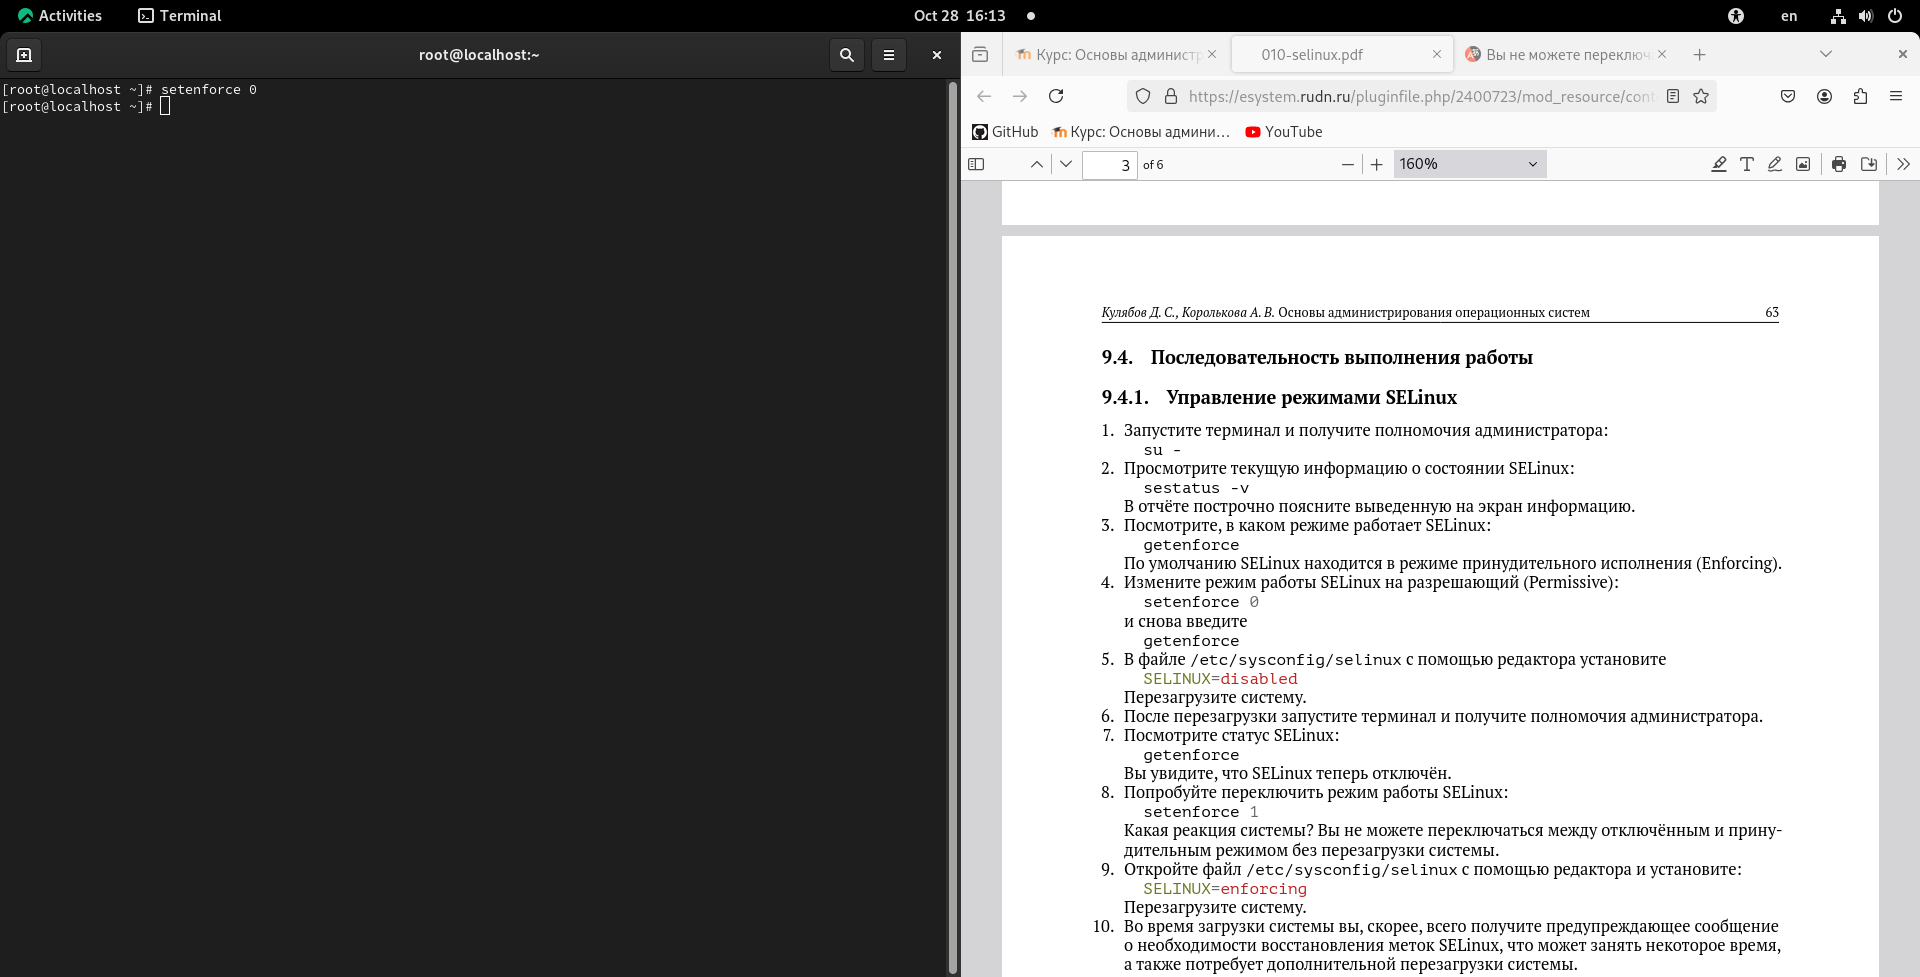 Activities
Terminal
Oct 28 16:13
en
root@localhost:~
[root@localhost ~]# setenforce 0
[root@localhost ~]#
Курс: Основы администр
010-selinux.pdf
Вы не можете переключ
https://esystem.rudn.ru/pluginfile.php/2400723/mod_resource/cont
GitHub
Курс: Основы админи…
YouTube
3 of 6
160%
Кулябов Д. С., Королькова А. В. Основы администрирования операционных систем 63
9.4. Последовательность выполнения работы
9.4.1. Управление режимами SELinux
1. Запустите терминал и получите полномочия администратора:
su -
2. Просмотрите текущую информацию о состоянии SELinux:
sestatus -v
В отчёте построчно поясните выведенную на экран информацию.
3. Посмотрите, в каком режиме работает SELinux:
getenforce
По умолчанию SELinux находится в режиме принудительного исполнения (Enforcing).
4. Измените режим работы SELinux на разрешающий (Permissive):
setenforce 0
и снова введите
getenforce
5. В файле /etc/sysconfig/selinux с помощью редактора установите
SELINUX=disabled
Перезагрузите систему.
6. После перезагрузки запустите терминал и получите полномочия администратора.
7. Посмотрите статус SELinux:
getenforce
Вы увидите, что SELinux теперь отключён.
8. Попробуйте переключить режим работы SELinux:
setenforce 1
Какая реакция системы? Вы не можете переключаться между отключённым и прину-
дительным режимом без перезагрузки системы.
9. Откройте файл /etc/sysconfig/selinux с помощью редактора и установите:
SELINUX=enforcing
Перезагрузите систему.
10. Во время загрузки системы вы, скорее, всего получите предупреждающее сообщение
о необходимости восстановления меток SELinux, что может занять некоторое время,
а также потребует дополнительной перезагрузки системы.